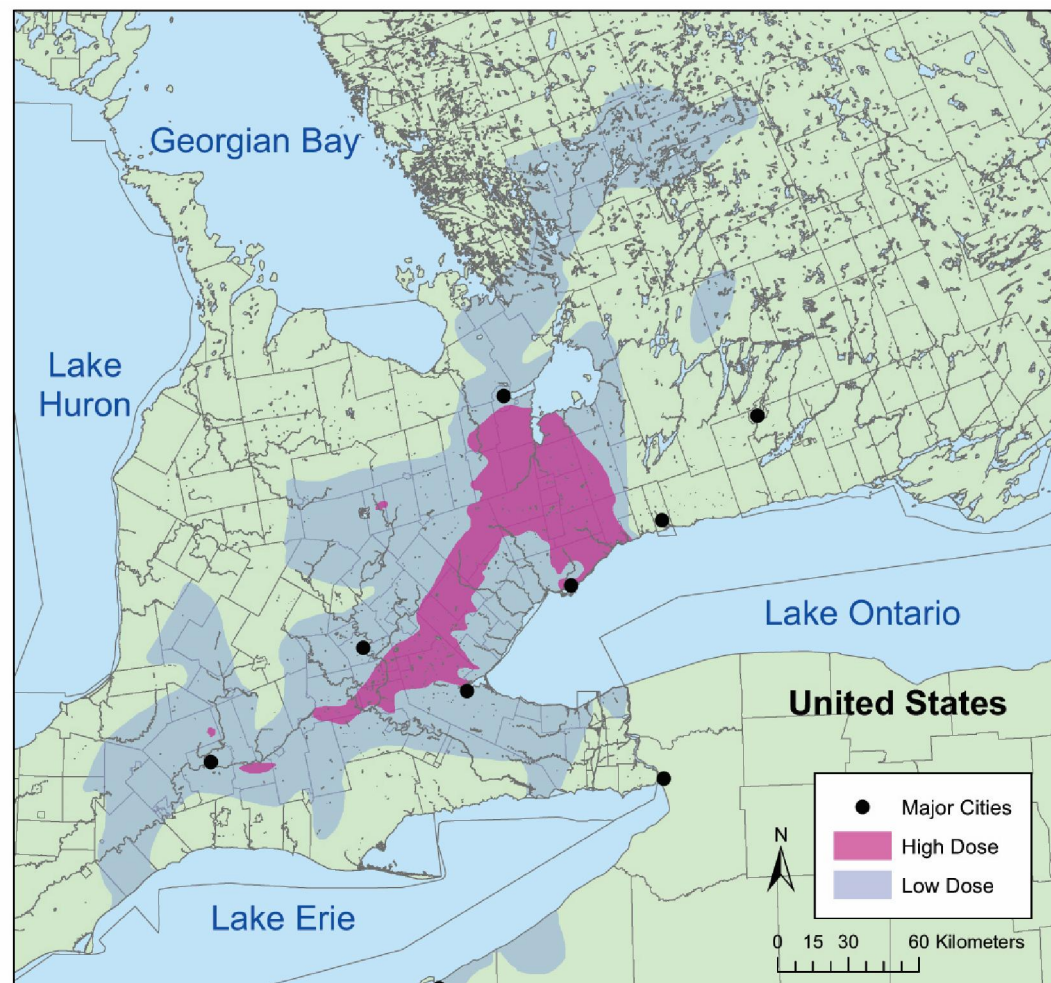 Georgian Bay
Lake
Huron
Lake Ontario
United States
Major Cities
High Dose
Low Dose
N
Lake Erie
0 15 30 60 Kilometers